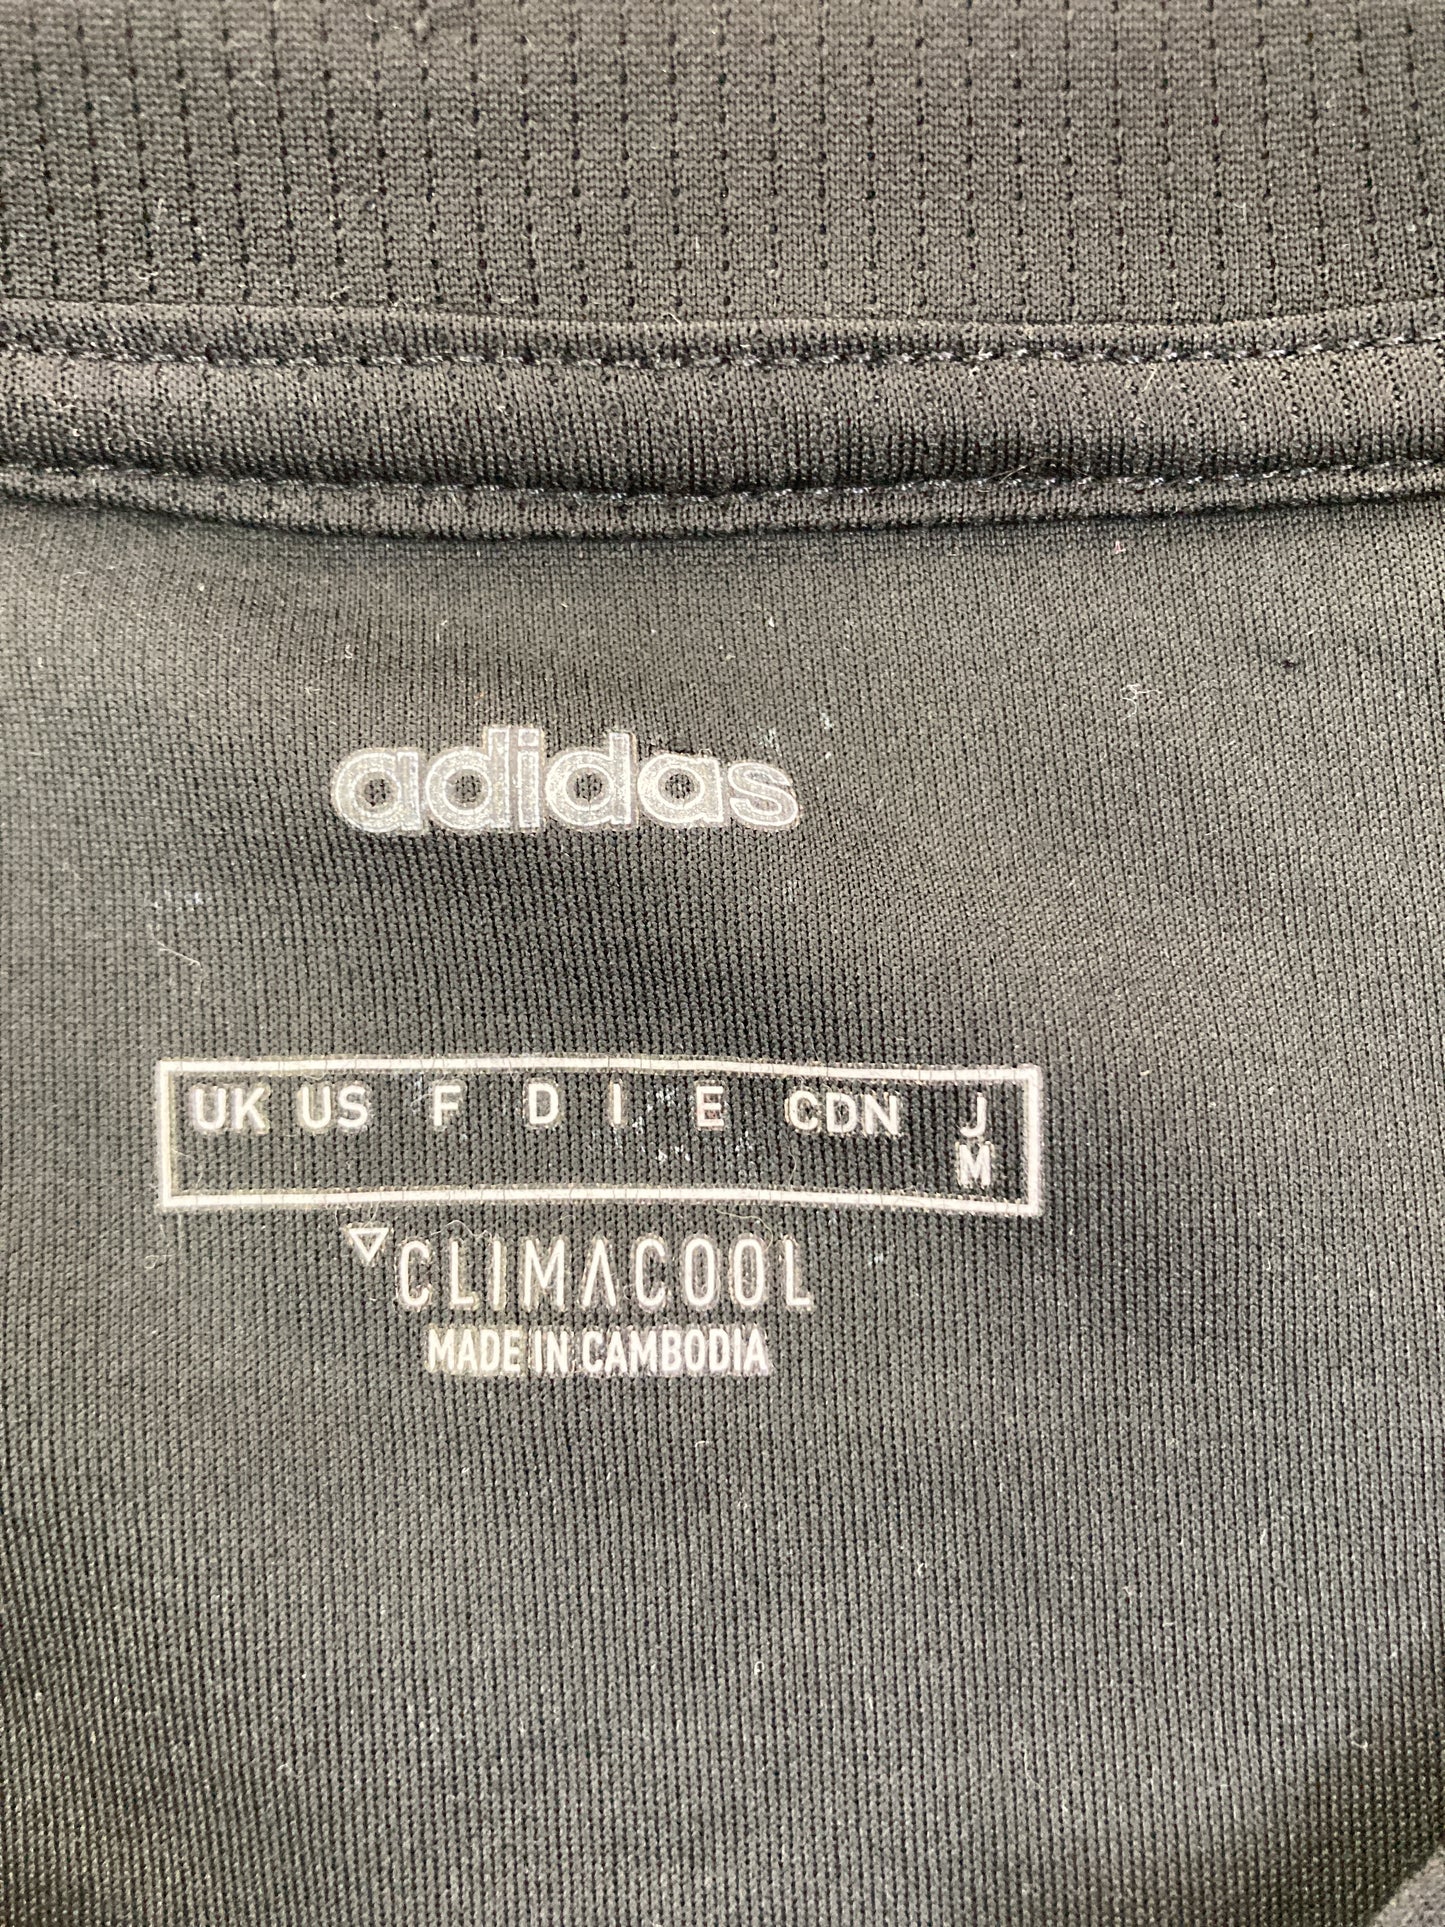 adidas
UK US F D I E CDN J
M
CLIMACOOL
MADE IN CAMBODIA